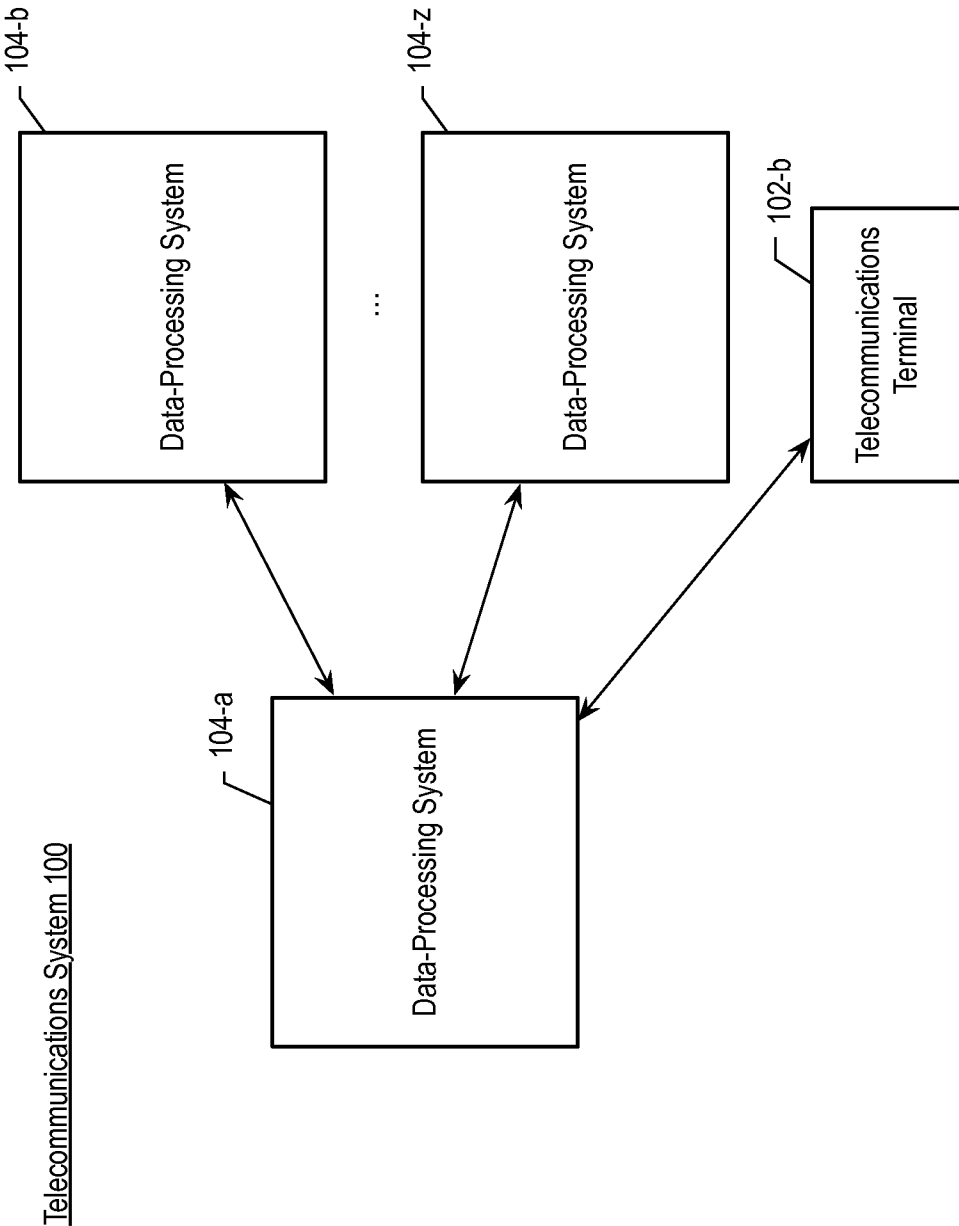 Telecommunications System 100
104-a
Data-Processing System
104-b
Data-Processing System
...
104-z
Data-Processing System
102-b
Telecommunications
Terminal